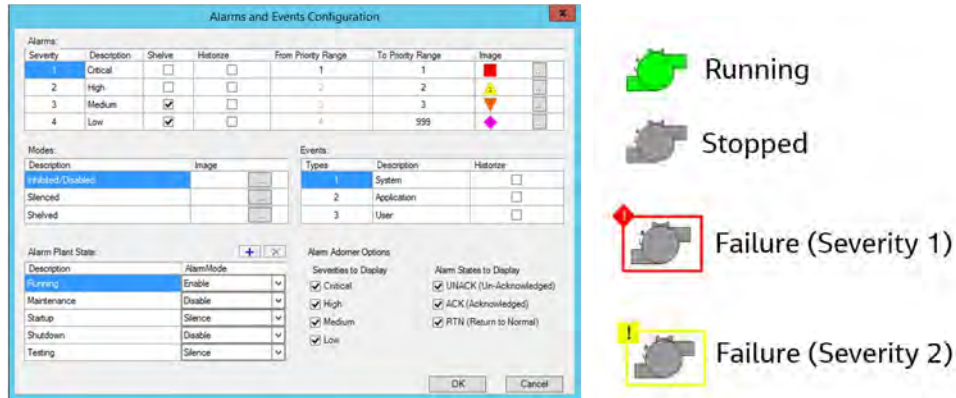 Alarms and Events Configuration
x
Alarms:
Severity Description Shelve Historize From Priority Range To Priority Range Image
1 Critical 1 1 ...
2 High 2 2 ...
3 Medium 3 3 ...
4 Low 4 999 ...
Modes:
Description Image
Inhibited/Disabled ...
Silenced ...
Shelved ...
Events:
Types Description Historize
1 System
2 Application
3 User
Alarm Plant State: + X
Description AlarmMode
Running Enable
Maintenance Disable
Startup Silence
Shutdown Disable
Testing Silence
Alarm Adorner Options
Severities to Display
Critical
High
Medium
Low
Alarm States to Display
UNACK (Un-Acknowledged)
ACK (Acknowledged)
RTN (Return to Normal)
OK Cancel
Running
Stopped
! Failure (Severity 1)
! Failure (Severity 2)